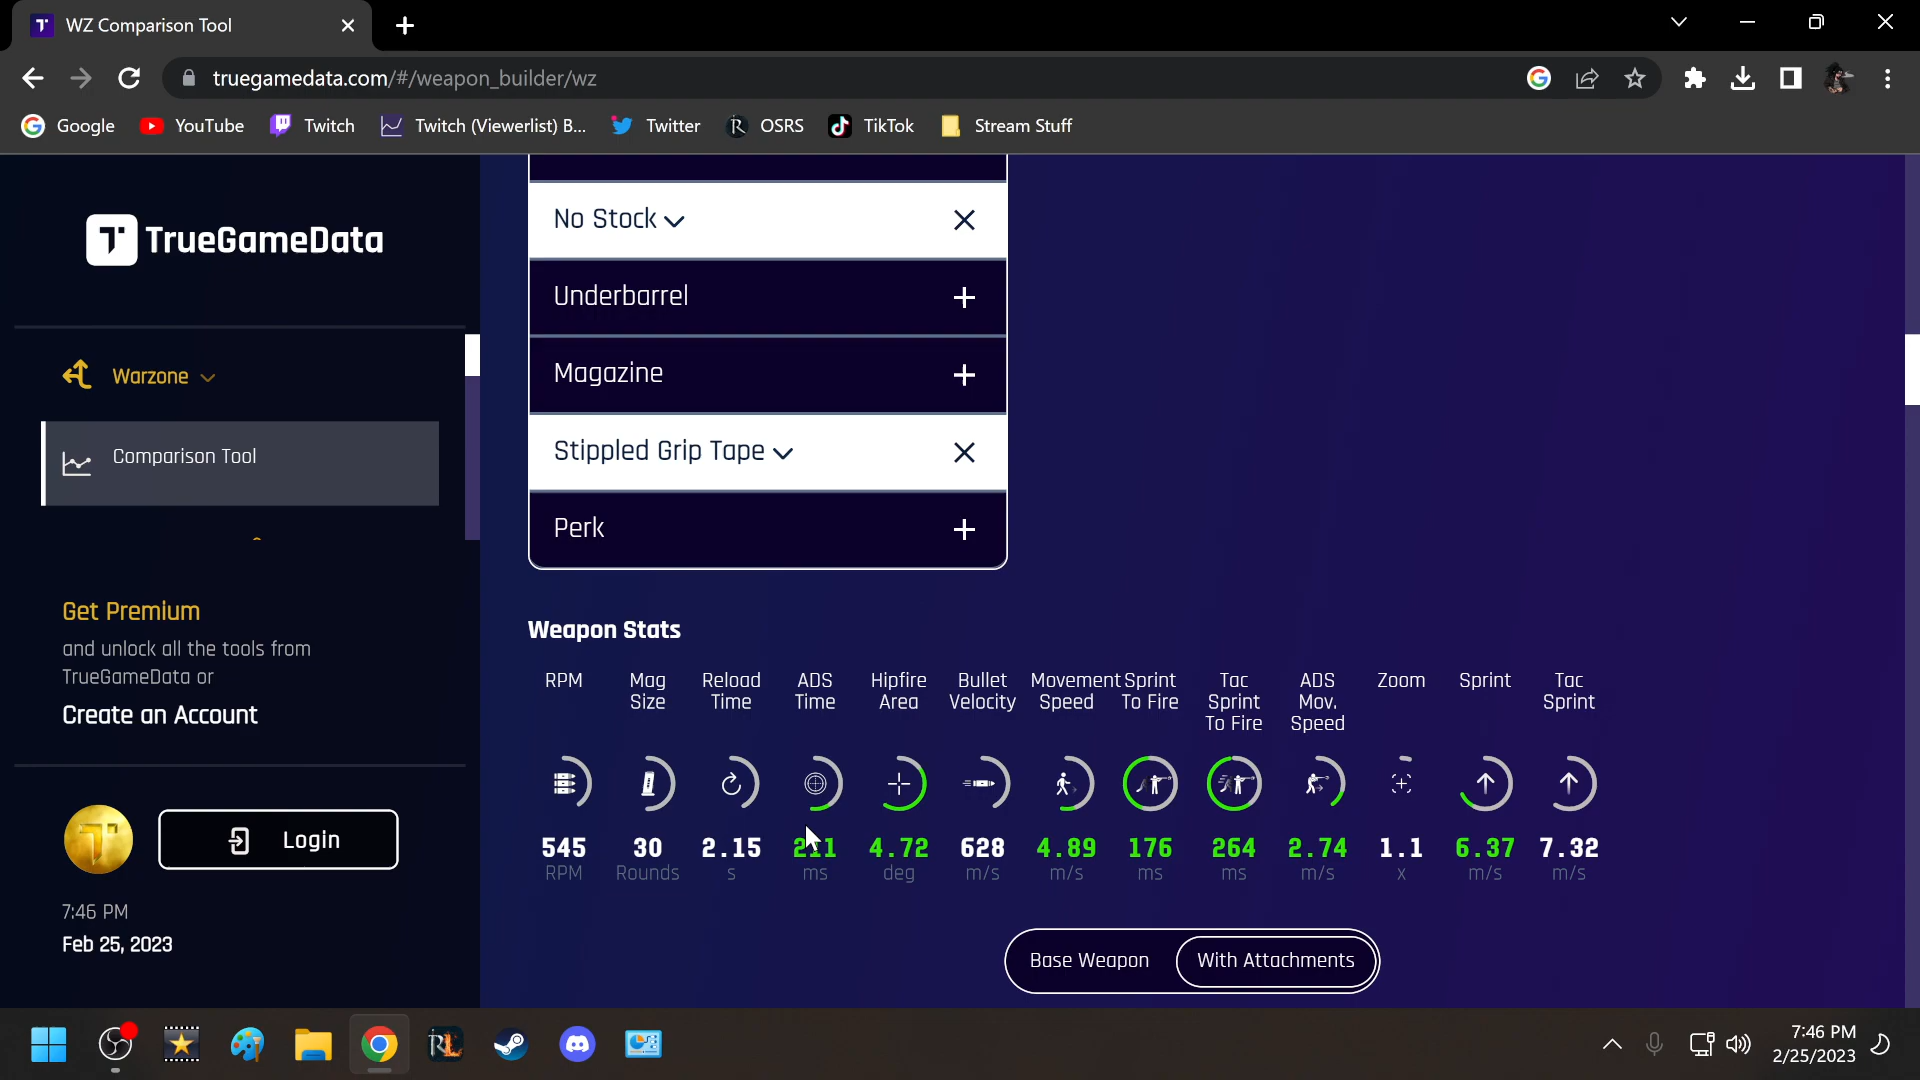 WZ Comparison Tool
truegamedata.com/#/weapon_builder/wz
Google YouTube Twitch Twitch (Viewerlist) B... Twitter OSRS TikTok Stream Stuff
TrueGameData
Warzone
Comparison Tool
Get Premium
and unlock all the tools from
TrueGameData or
Create an Account
Login
7:46 PM
Feb 25, 2023
No Stock
Underbarrel
Magazine
Stippled Grip Tape
Perk
Weapon Stats
RPM Mag Size Reload Time ADS Time Hipfire Area Bullet Velocity Movement Speed Sprint To Fire Tac Sprint To Fire ADS Mov. Speed Zoom Sprint Tac Sprint
545 30 2.15 211 4.72 628 4.89 176 264 2.74 1.1 6.37 7.32
RPM Rounds s ms deg m/s m/s ms ms m/s x m/s m/s
Base Weapon With Attachments
7:46 PM
2/25/2023